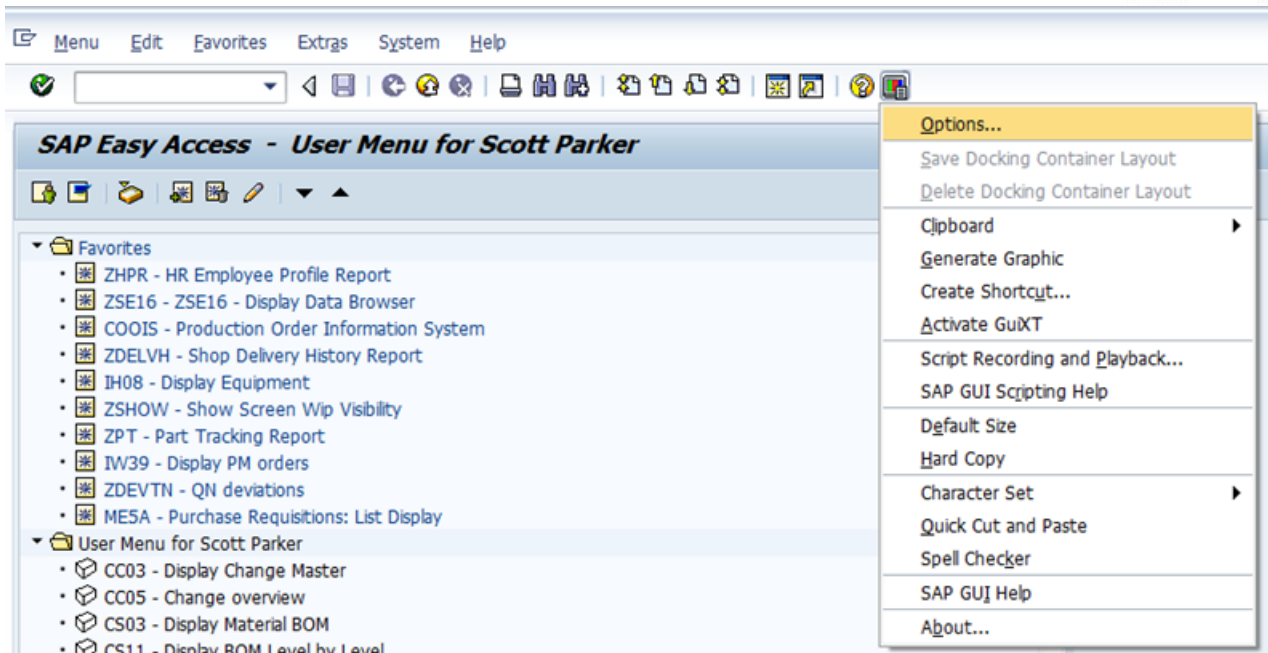 Menu Edit Favorites Extras System Help
SAP Easy Access - User Menu for Scott Parker
Favorites
ZHPR - HR Employee Profile Report
ZSE16 - ZSE16 - Display Data Browser
COOIS - Production Order Information System
ZDELVH - Shop Delivery History Report
IH08 - Display Equipment
ZSHOW - Show Screen Wip Visibility
ZPT - Part Tracking Report
IW39 - Display PM orders
ZDEVTN - QN deviations
ME5A - Purchase Requisitions: List Display
User Menu for Scott Parker
CC03 - Display Change Master
CC05 - Change overview
CS03 - Display Material BOM
CS11 - Display BOM Level by Level
Options...
Save Docking Container Layout
Delete Docking Container Layout
Clipboard
Generate Graphic
Create Shortcut...
Activate GuiXT
Script Recording and Playback...
SAP GUI Scripting Help
Default Size
Hard Copy
Character Set
Quick Cut and Paste
Spell Checker
SAP GUI Help
About...